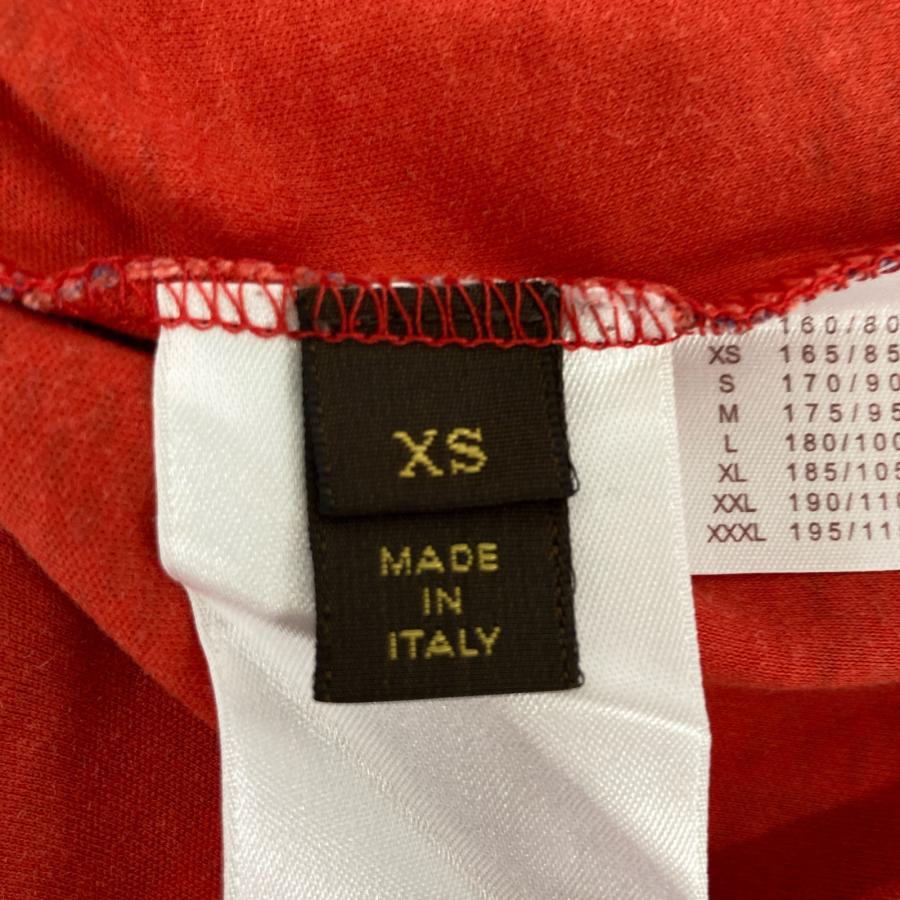 XS
MADE
IN
ITALY
160/80
XS 165/85
S 170/90
M 175/95
L 180/100
XL 185/105
XXL 190/110
XXXL 195/11